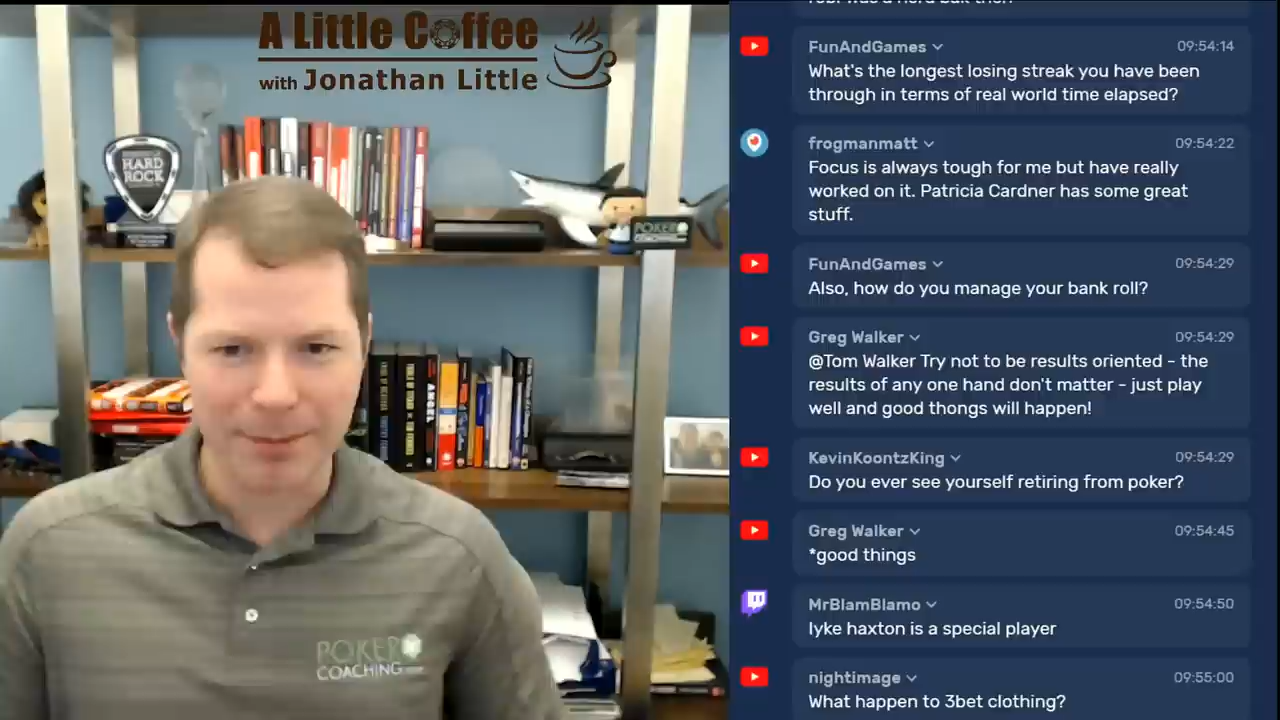 A Little Coffee
with Jonathan Little
HARD
ROCK
POKER
COACHING
ANGEL
POKER
COACHING
FunAndGames
09:54:14
What's the longest losing streak you have been
through in terms of real world time elapsed?
frogmanmatt
09:54:22
Focus is always tough for me but have really
worked on it. Patricia Cardner has some great
stuff.
FunAndGames
09:54:29
Also, how do you manage your bank roll?
Greg Walker
09:54:29
@Tom Walker Try not to be results oriented - the
results of any one hand don't matter - just play
well and good thongs will happen!
KevinKoontzKing
09:54:29
Do you ever see yourself retiring from poker?
Greg Walker
09:54:45
*good things
MrBlamBlamo
09:54:50
Iyke haxton is a special player
nightimage
09:55:00
What happen to 3bet clothing?